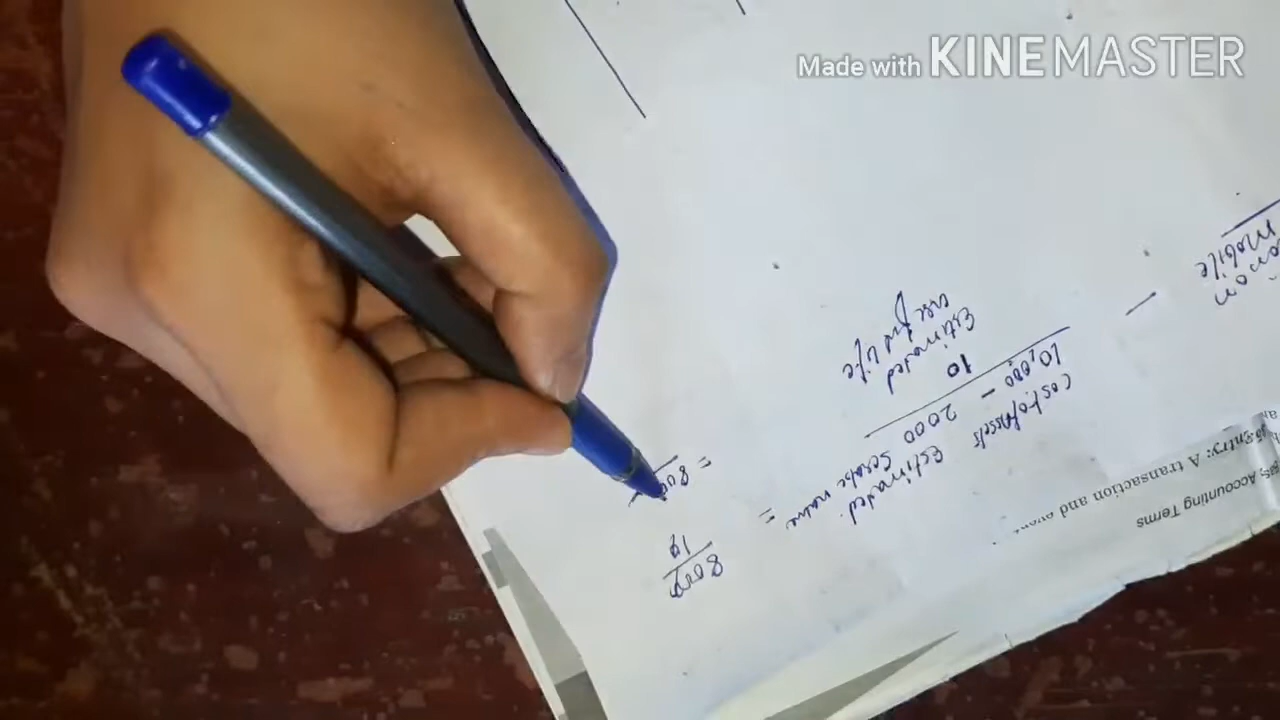 Made with KINEMASTER
Accounting Terms
Entry: A transaction and
Mobile
Cost of Assets - Estimated Scrabe value
10,000 - 2000
10
Estimated
useful life
=
8000
10
= 800